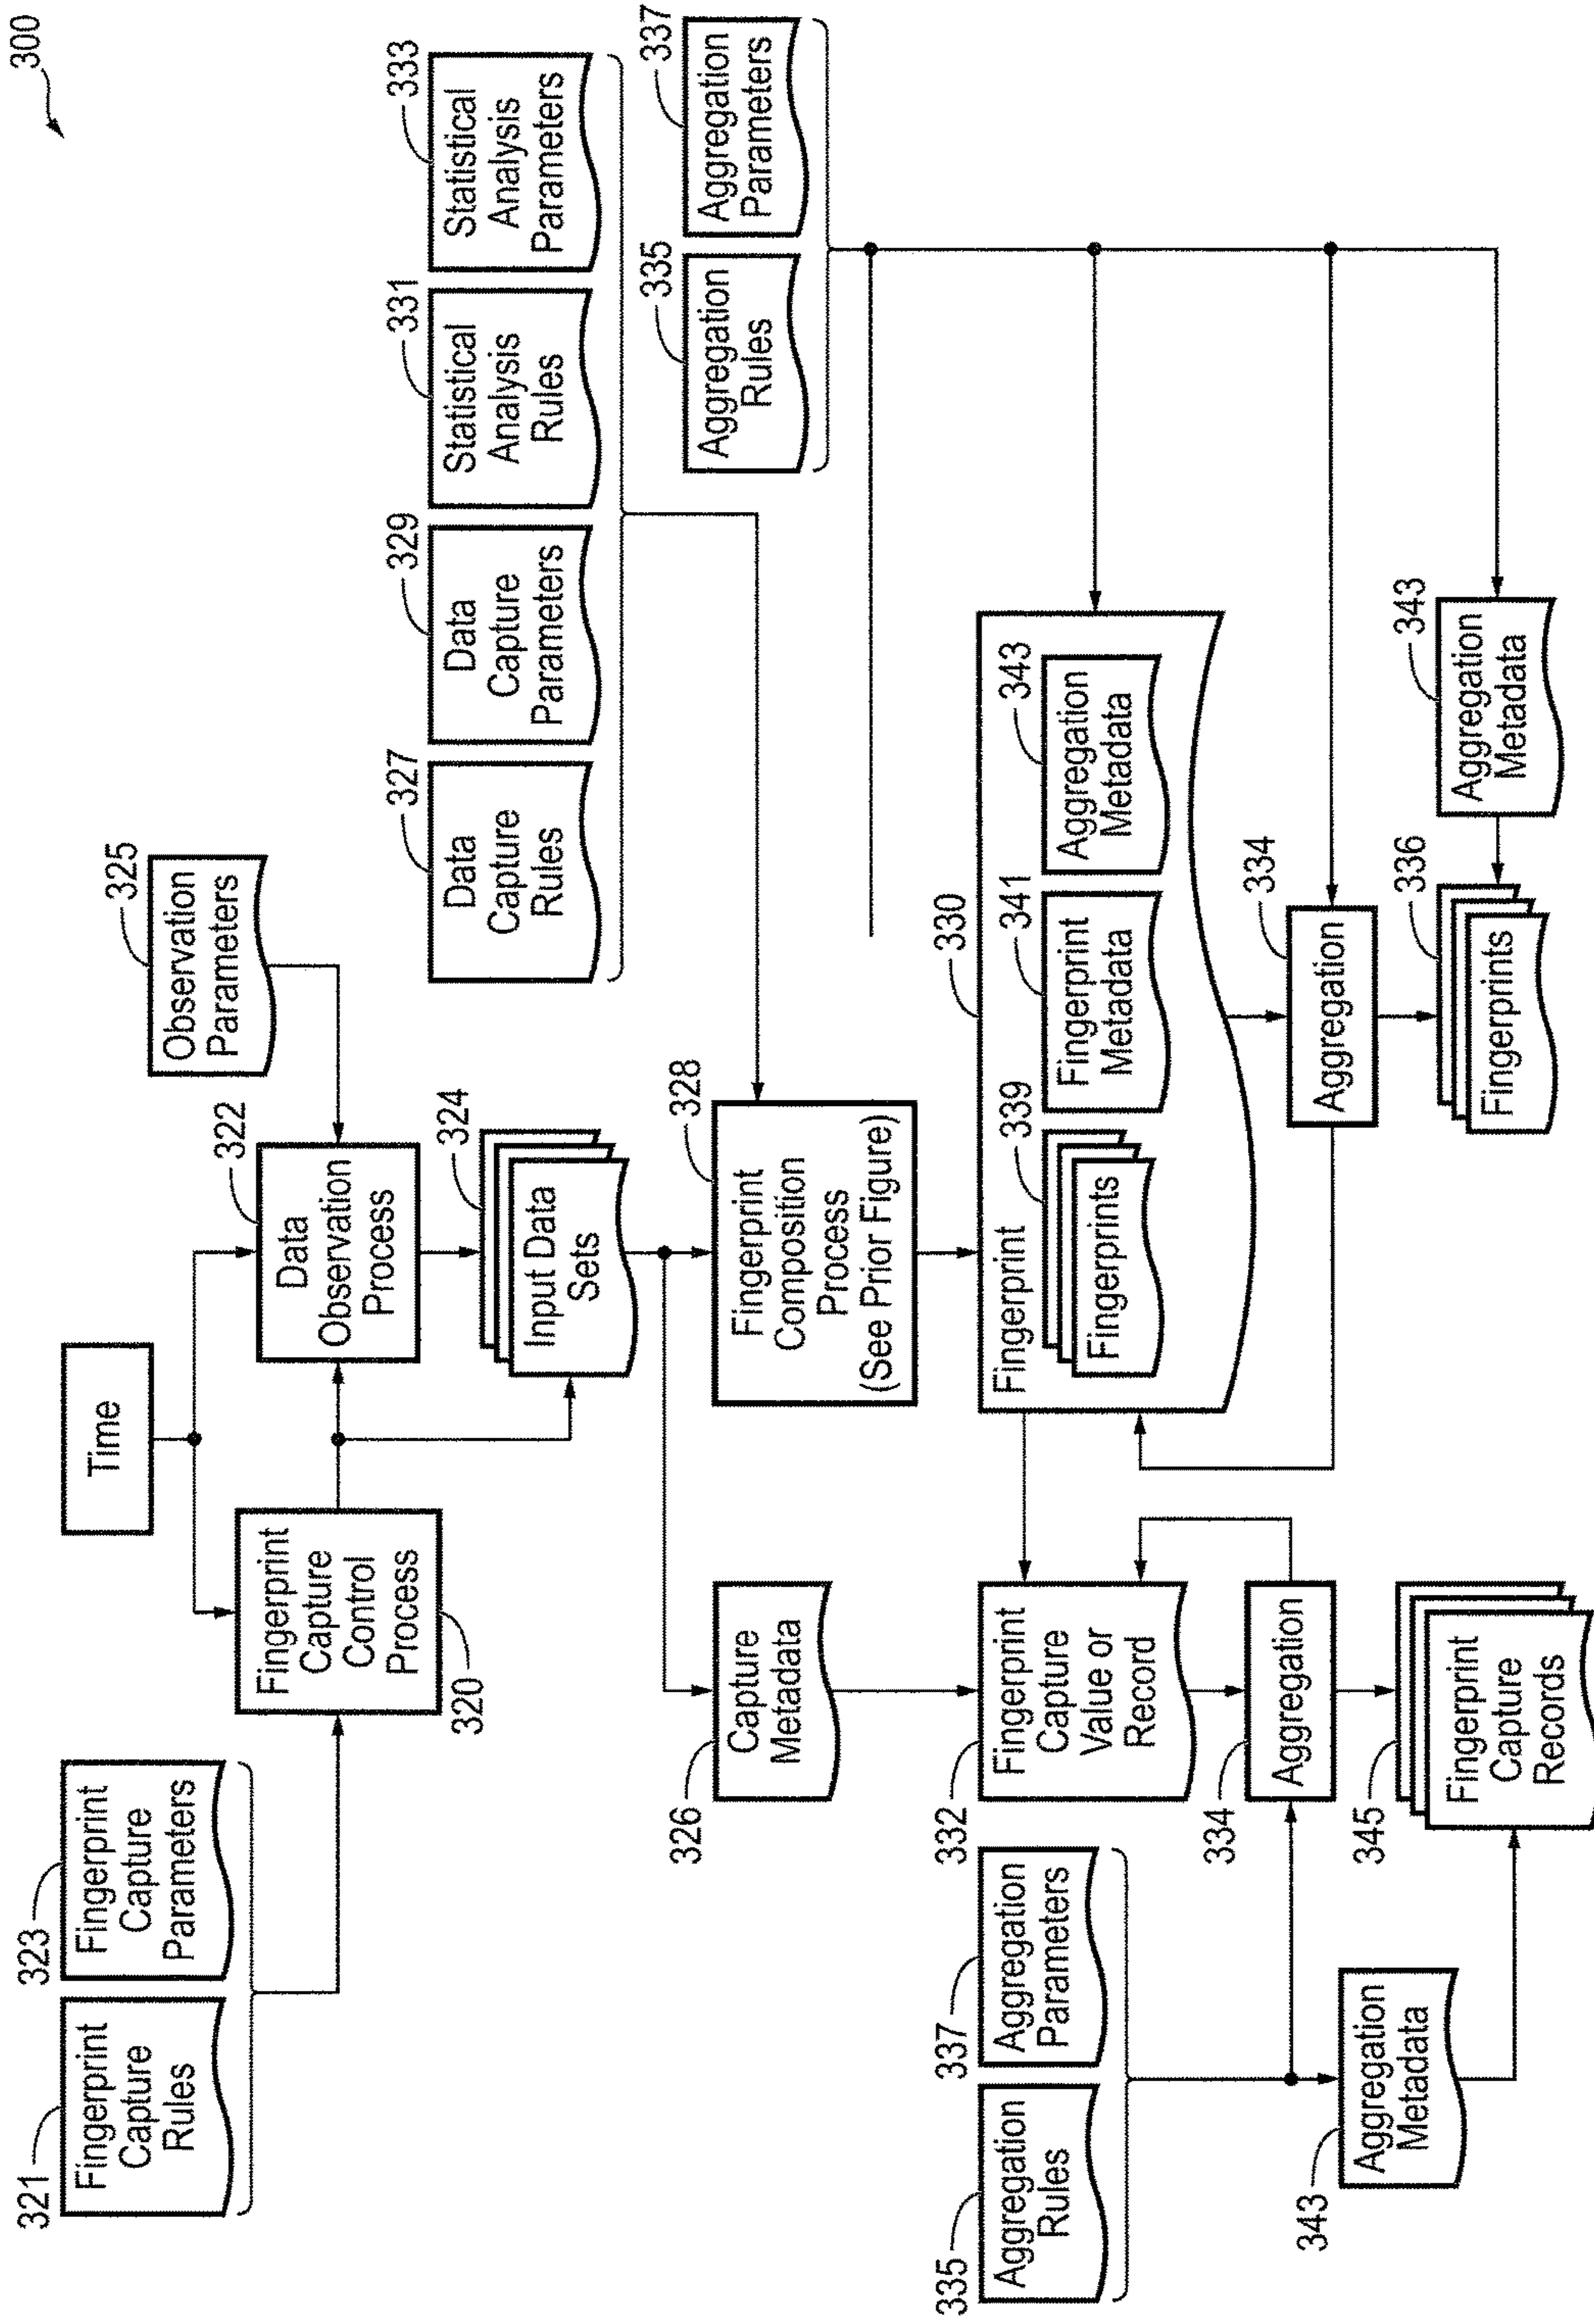 300
Time
321
Fingerprint
Capture
Rules
323
Fingerprint
Capture
Parameters
Fingerprint
Capture
Control
Process
320
322
Data
Observation
Process
325
Observation
Parameters
324
Input Data
Sets
327
Data
Capture
Rules
329
Data
Capture
Parameters
331
Statistical
Analysis
Rules
333
Statistical
Analysis
Parameters
326
Capture
Metadata
328
Fingerprint
Composition
Process
(See Prior Figure)
335
Aggregation
Rules
337
Aggregation
Parameters
335
Aggregation
Rules
337
Aggregation
Parameters
332
Fingerprint
Capture
Value or
Record
330
Fingerprint
339
Fingerprints
341
Fingerprint
Metadata
343
Aggregation
Metadata
334
Aggregation
334
Aggregation
343
Aggregation
Metadata
345
Fingerprint
Capture
Records
336
Fingerprints
343
Aggregation
Metadata